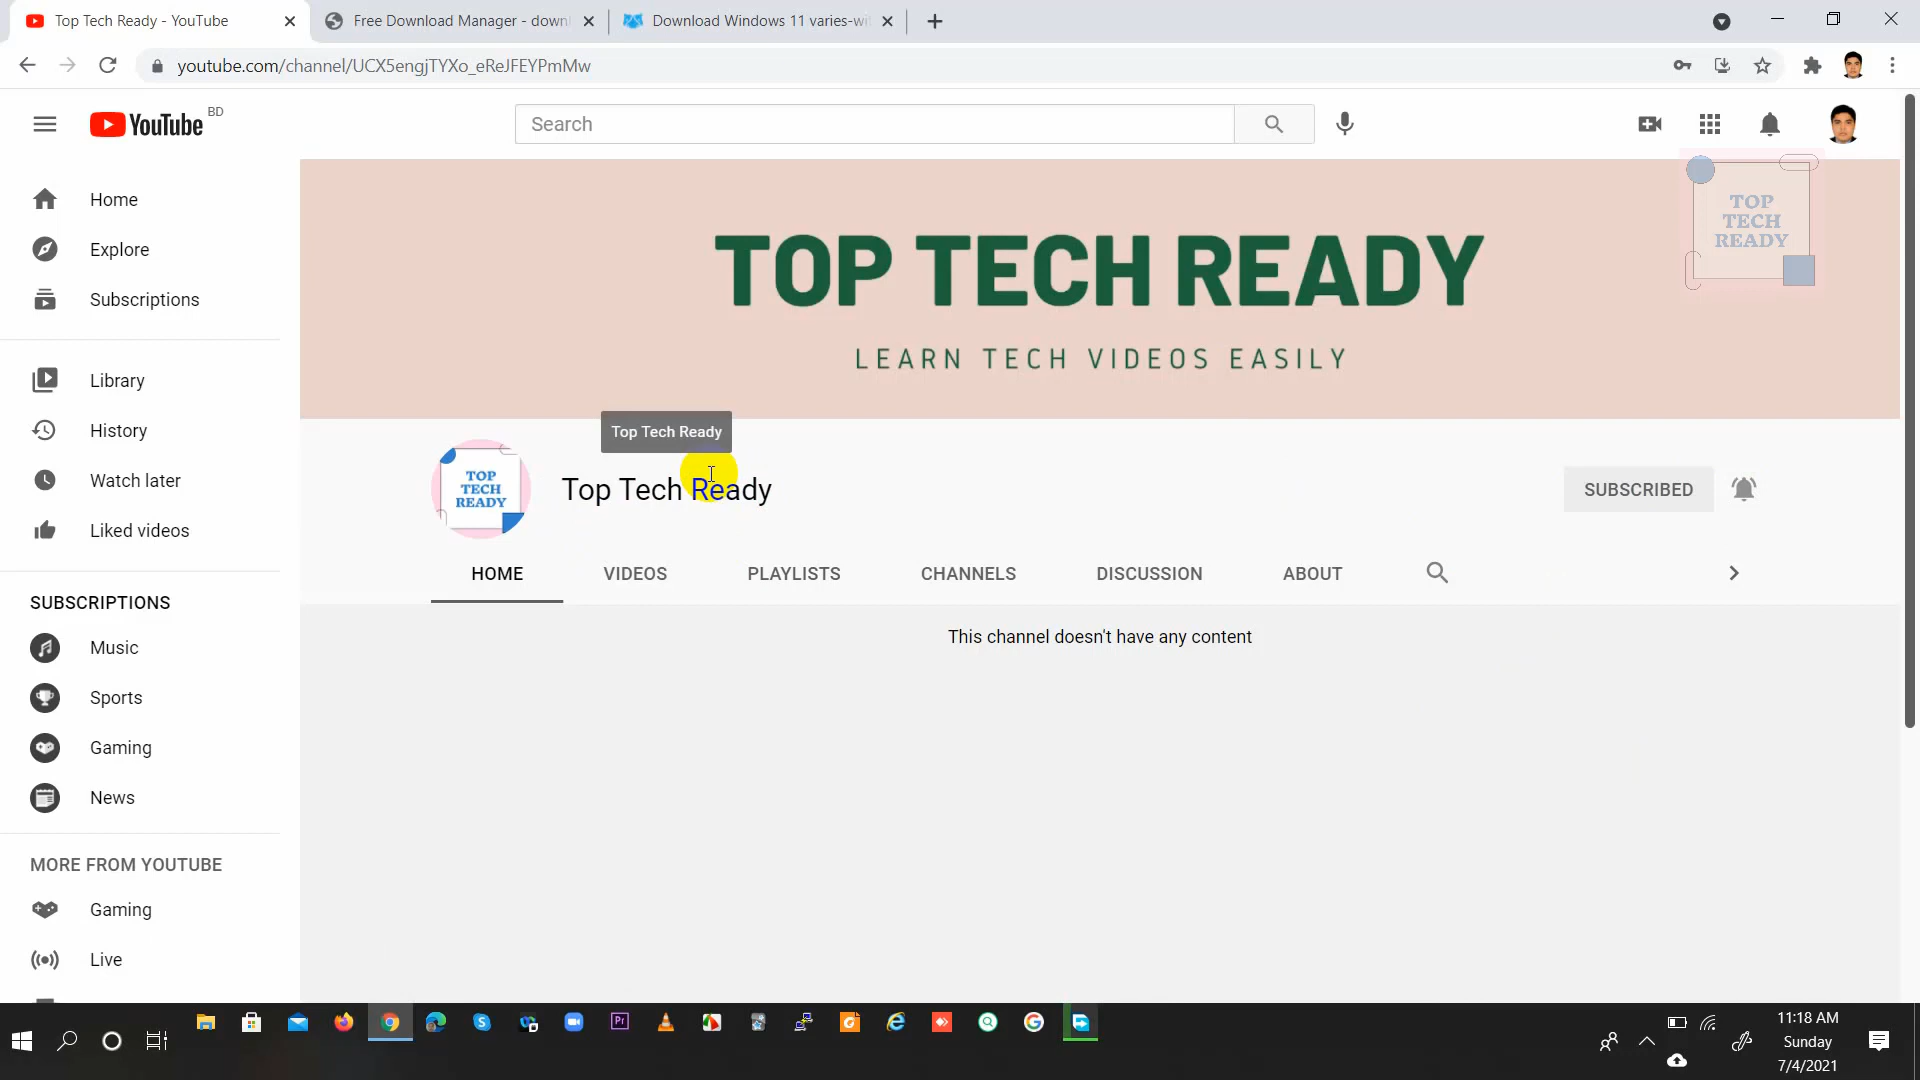 Top Tech Ready - YouTube
Free Download Manager - down
Download Windows 11 varies-wi
youtube.com/channel/UCX5engjTYXo_eReJFEYPmMw
YouTube BD
Search
Home
Explore
Subscriptions
Library
History
Watch later
Liked videos
SUBSCRIPTIONS
Music
Sports
Gaming
News
MORE FROM YOUTUBE
Gaming
Live
TOP TECH READY
LEARN TECH VIDEOS EASILY
TOP
TECH
READY
Top Tech Ready
TOP
TECH
READY
Top Tech Ready
SUBSCRIBED
HOME VIDEOS PLAYLISTS CHANNELS DISCUSSION ABOUT
This channel doesn't have any content
Pr
11:18 AM
Sunday
7/4/2021